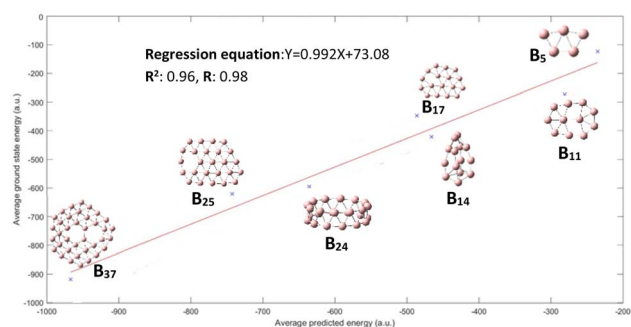 Regression equation:Y=0.992X+73.08
R²: 0.96, R: 0.98
B₅
B₁₇
B₁₁
B₁₄
B₂₅
B₂₄
B₃₇
Average ground state energy (a.u.)
0
-100
-200
-300
-400
-500
-600
-700
-800
-900
-1000
-1000 -900 -800 -700 -600 -500 -400 -300 -200
Average predicted energy (a.u.)